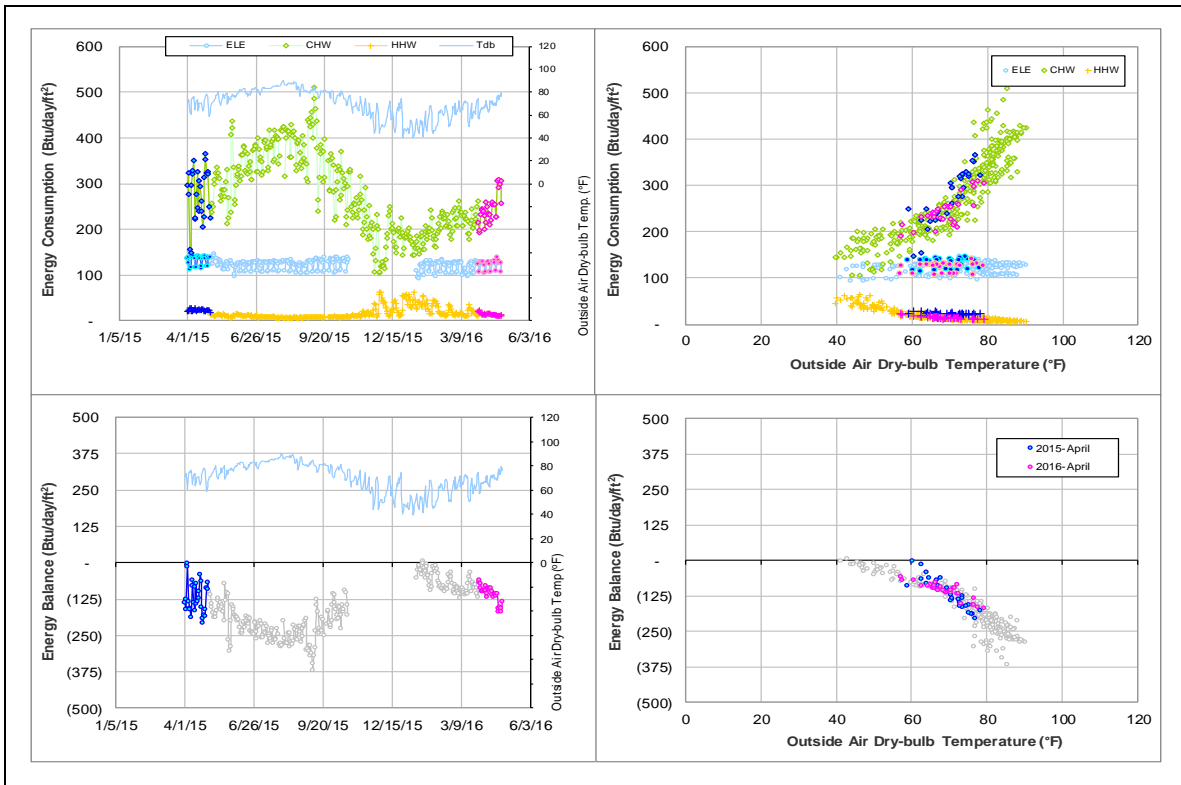 ELE CHW HHW Tdb
Energy Consumption (Btu/day/ft²)
600
500
400
300
200
100
-
120
100
80
60
40
20
0
Outside Air Dry-bulb Temp. (°F)
1/5/15 4/1/15 6/26/15 9/20/15 12/15/15 3/9/16 6/3/16
ELE CHW HHW
Energy Consumption (Btu/day/ft²)
600
500
400
300
200
100
-
0 20 40 60 80 100 120
Outside Air Dry-bulb Temperature (°F)
Energy Balance (Btu/day/ft²)
500
375
250
125
-
(125)
(250)
(375)
(500)
120
100
80
60
40
20
0
Outside Air Dry-bulb Temp (°F)
1/5/15 4/1/15 6/26/15 9/20/15 12/15/15 3/9/16 6/3/16
2015-April
2016-April
Energy Balance (Btu/day/ft²)
500
375
250
125
-
(125)
(250)
(375)
(500)
0 20 40 60 80 100 120
Outside Air Dry-bulb Temperature (°F)